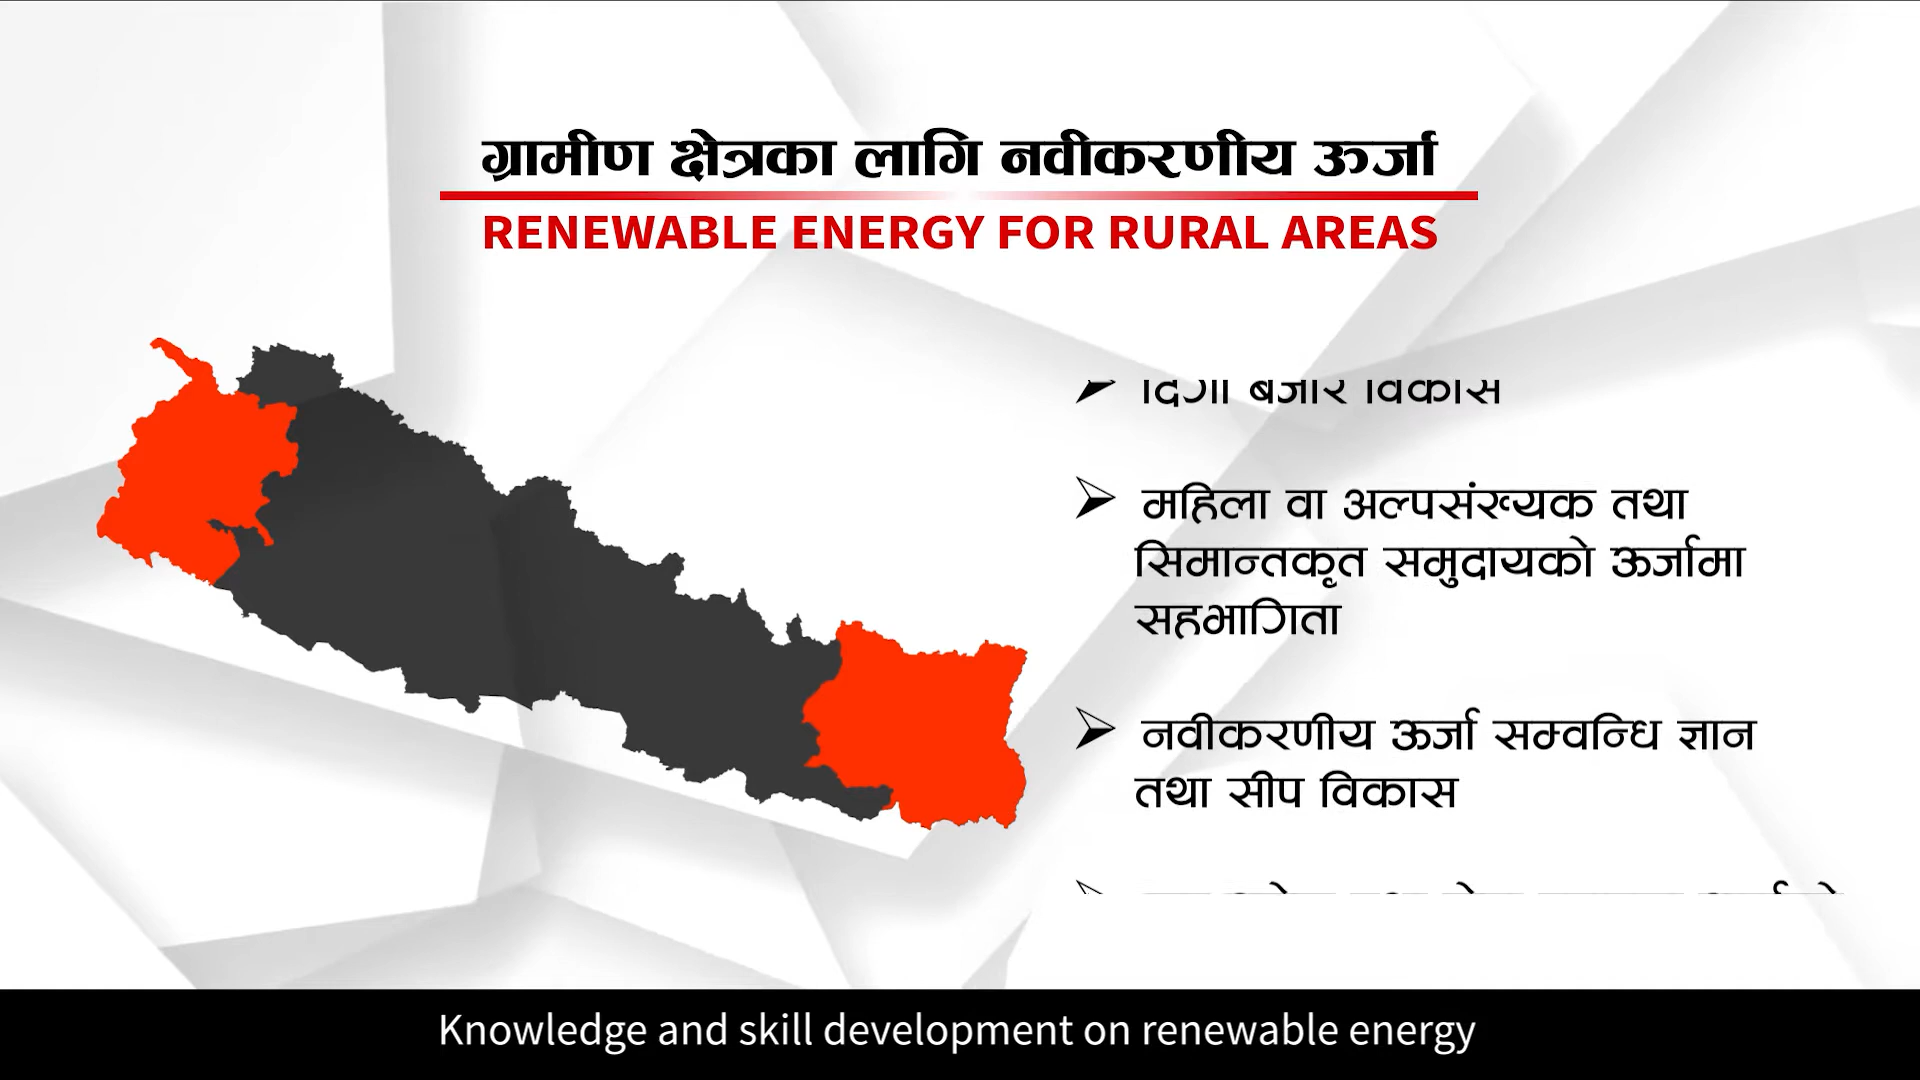 ग्रामीण क्षेत्रका लागि नवीकरणीय ऊर्जा
RENEWABLE ENERGY FOR RURAL AREAS
दिगो बजार विकास
महिला वा अल्पसंख्यक तथा
सिमान्तकृत समुदायको ऊर्जामा
सहभागिता
नवीकरणीय ऊर्जा सम्वन्धि ज्ञान
तथा सीप विकास
Knowledge and skill development on renewable energy